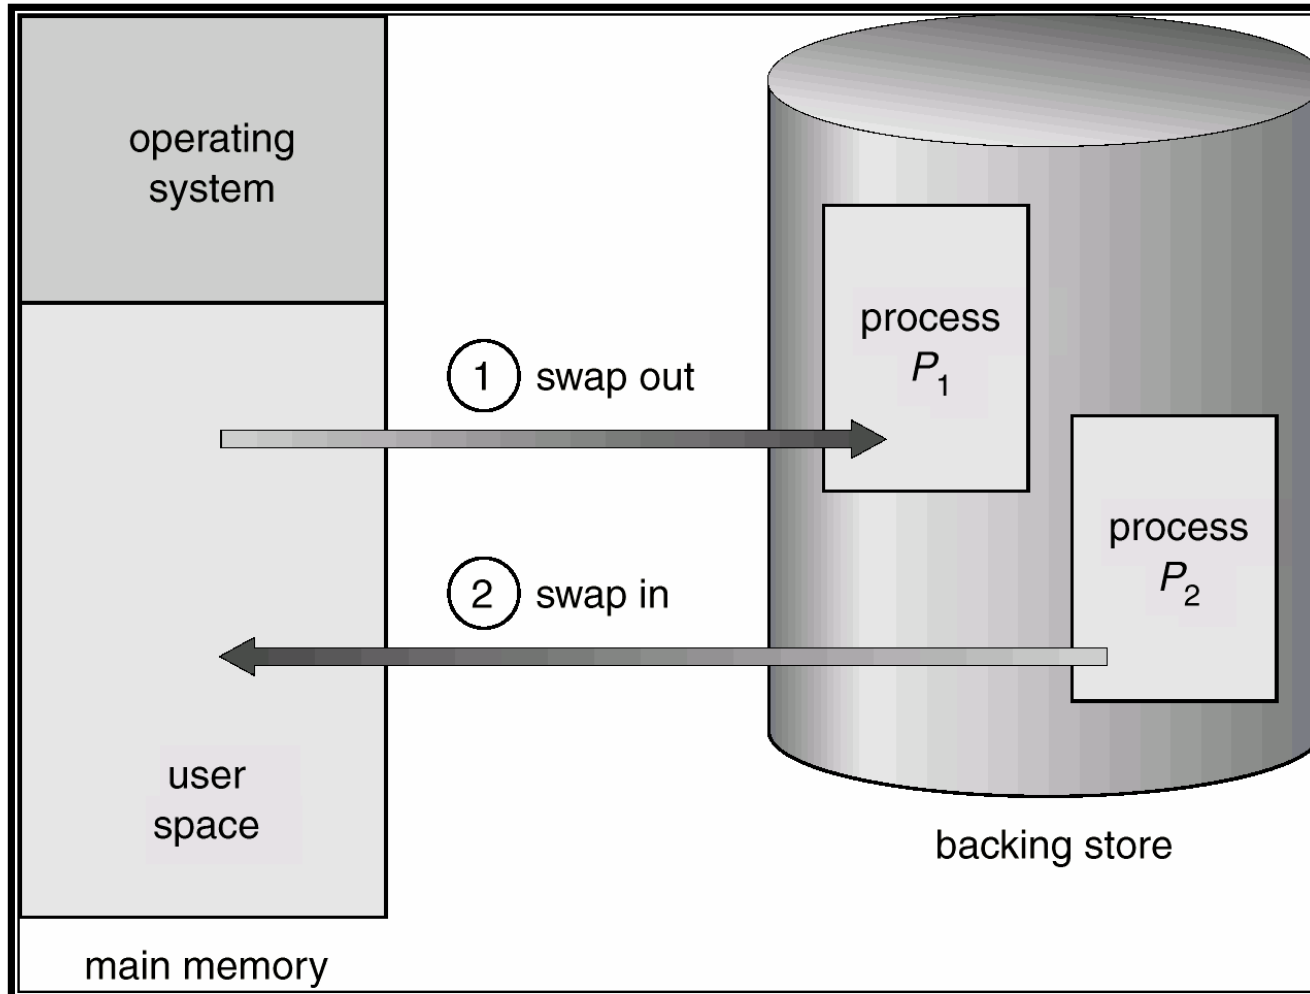 operating
system
process
P1
1 swap out
process
P2
2 swap in
user
space
backing store
main memory